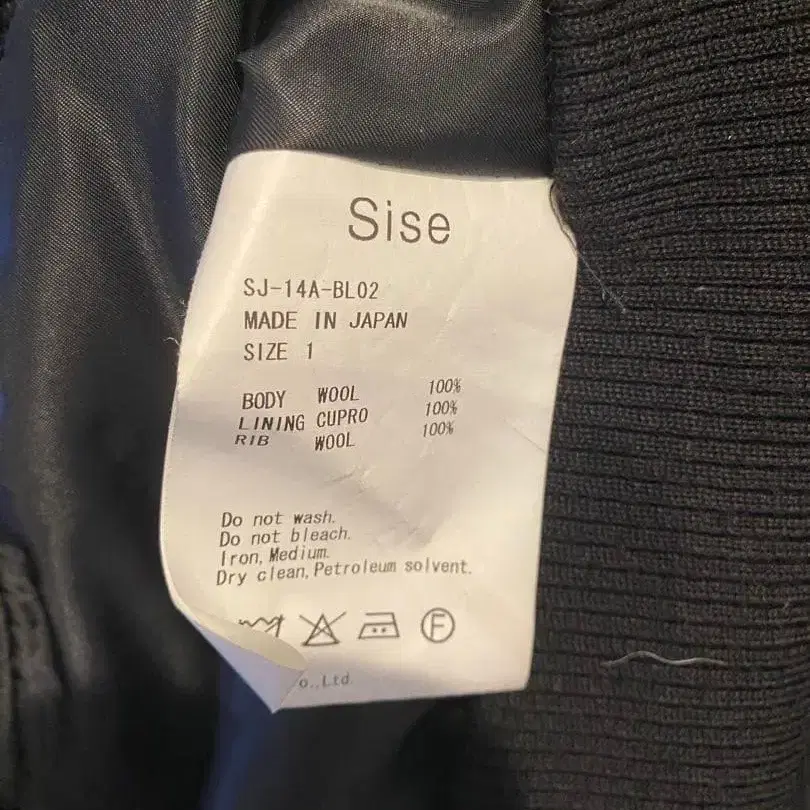 Sise
SJ-14A-BL02
MADE IN JAPAN
SIZE 1
BODY WOOL 100%
LINING CUPRO 100%
RIB WOOL 100%
Do not wash.
Do not bleach.
Iron, Medium.
Dry clean, Petroleum solvent.
F
o.,Ltd.